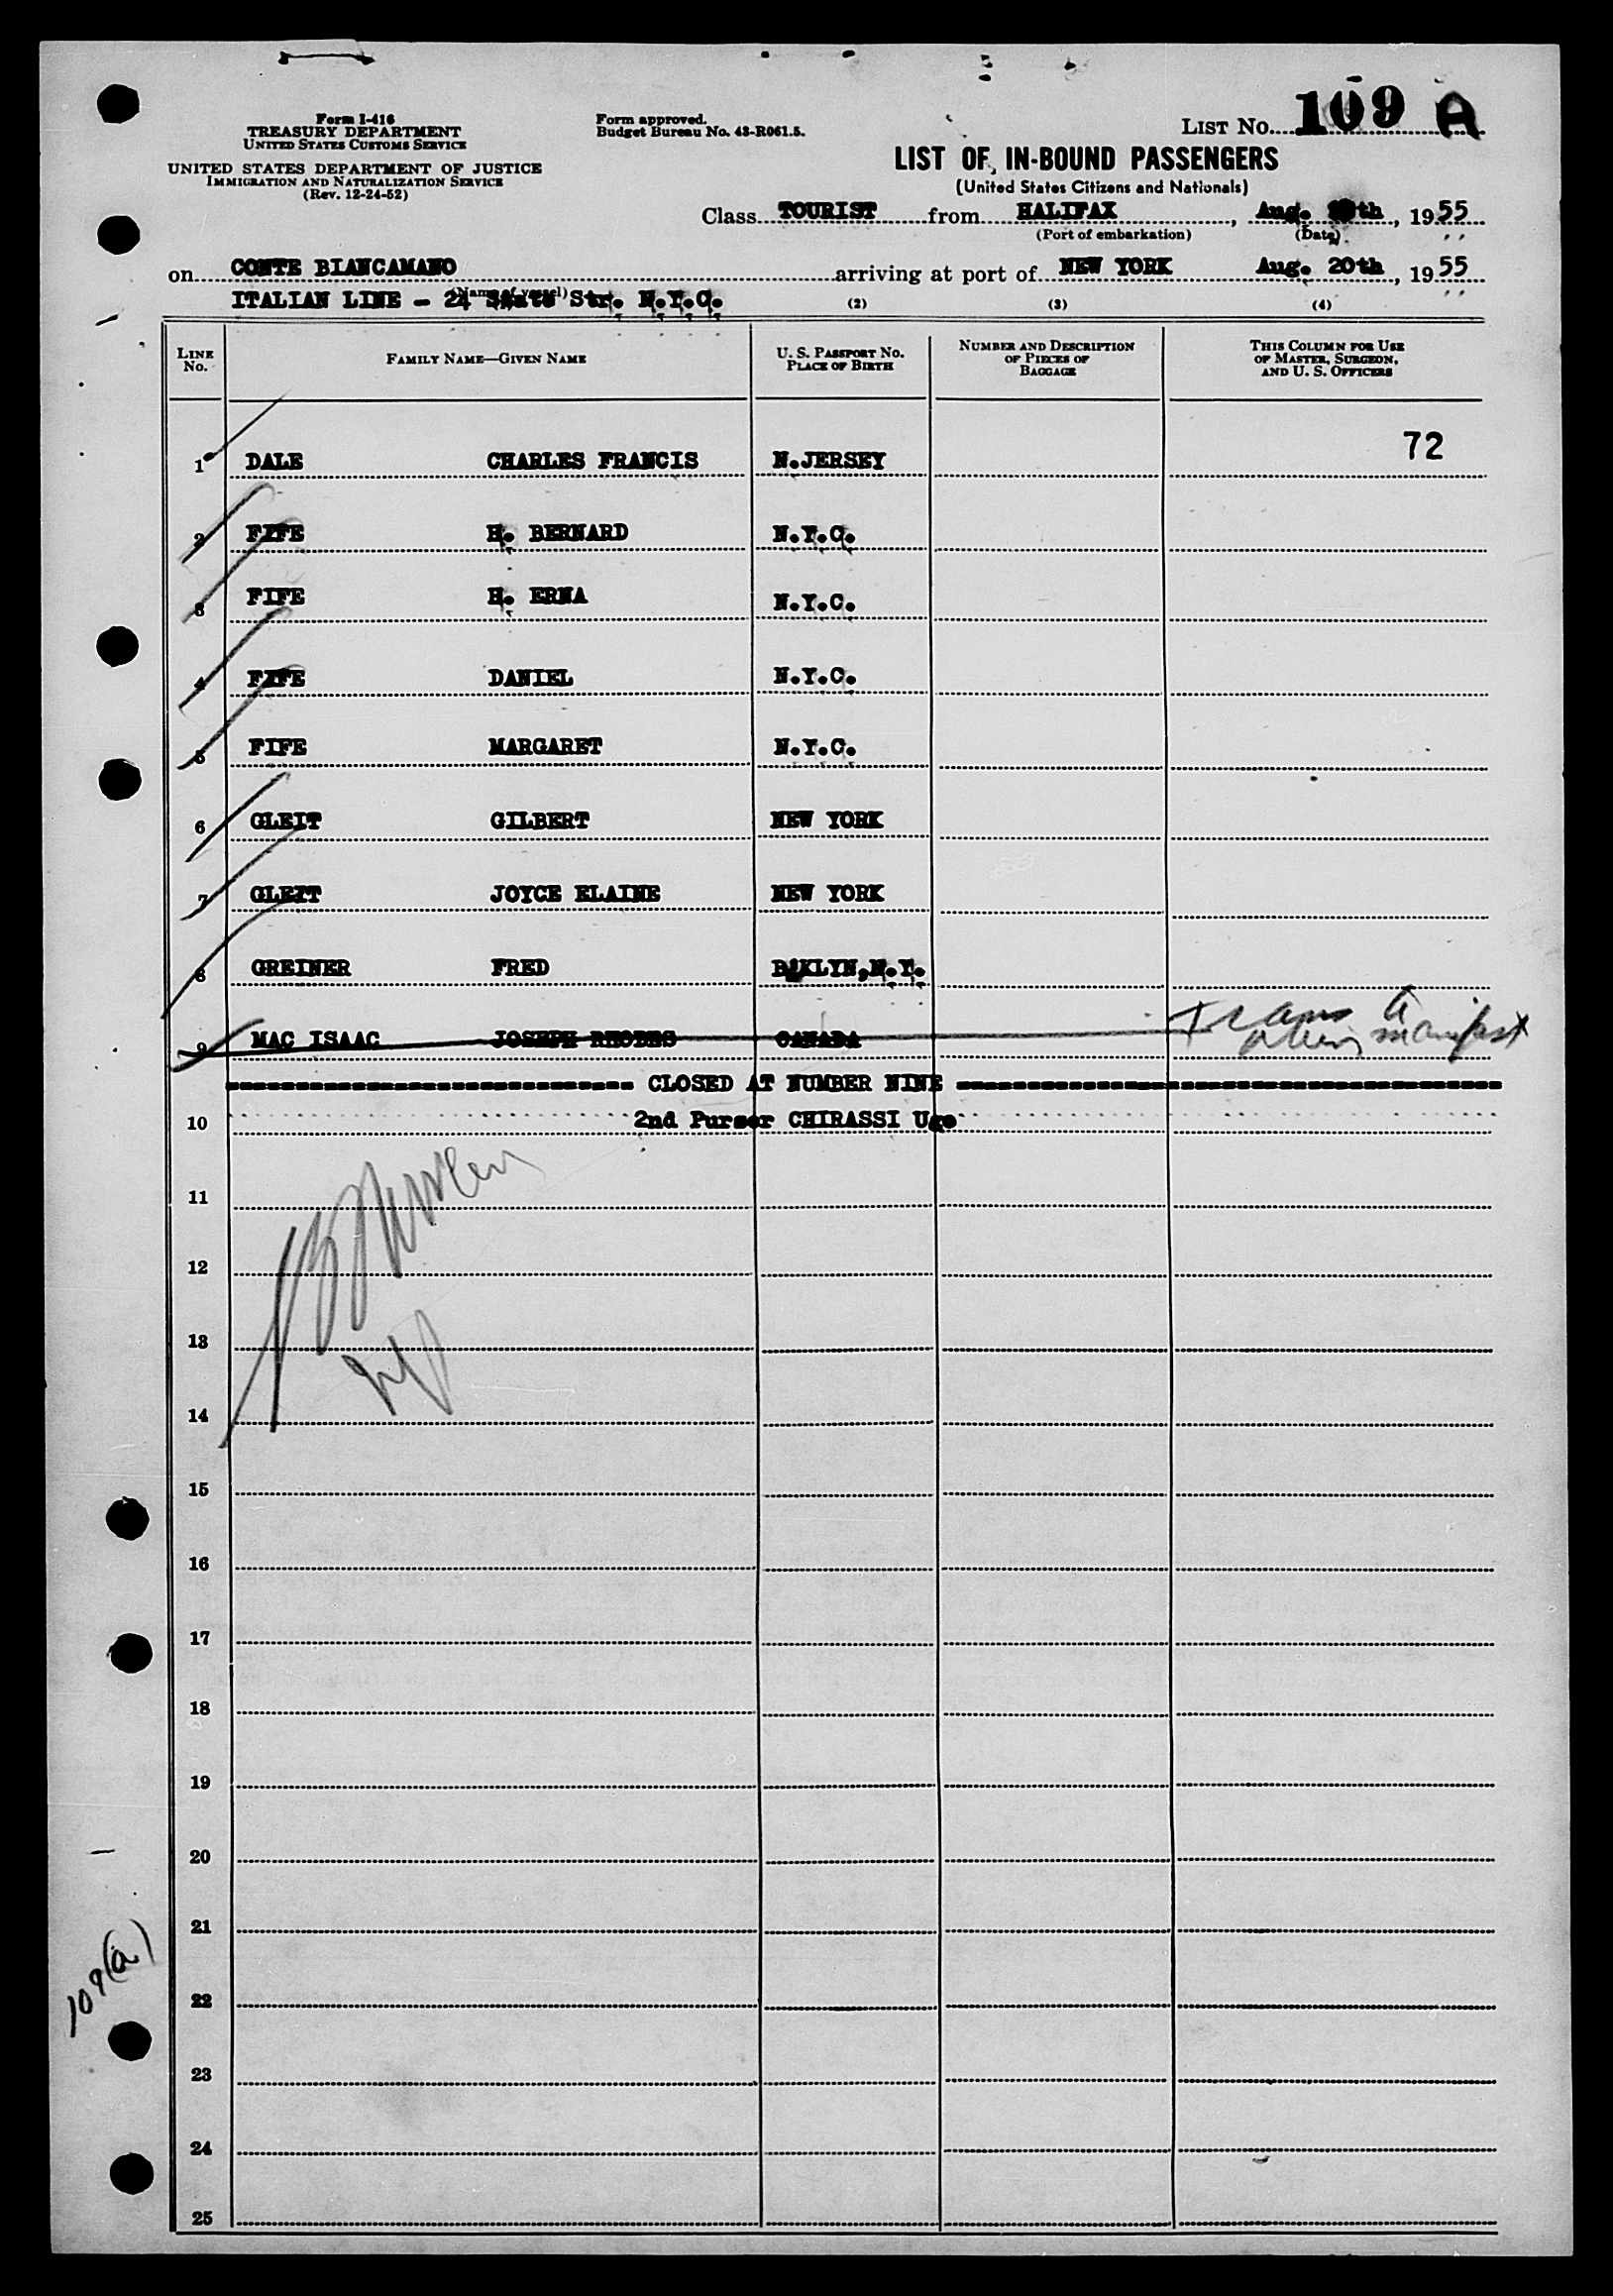 Form I-416
TREASURY DEPARTMENT
UNITED STATES CUSTOMS SERVICE
UNITED STATES DEPARTMENT OF JUSTICE
IMMIGRATION AND NATURALIZATION SERVICE
(Rev. 12-24-52)
Form approved.
Budget Bureau No. 43-R061.5.
LIST NO. 109 A
LIST OF IN-BOUND PASSENGERS
(United States Citizens and Nationals)
Class TOURIST from HALIFAX, Aug. th, 1955
(Port of embarkation) (Date)
on CONTE BIANCAMANO arriving at port of NEW YORK Aug. 20th, 1955
(Name of vessel)
ITALIAN LINE - 24 State Str. N.Y.C. (2) (3) (4)
LINE No. FAMILY NAME—GIVEN NAME U. S. PASSPORT NO. PLACE OF BIRTH NUMBER AND DESCRIPTION OF PIECES OF BAGGAGE THIS COLUMN FOR USE OF MASTER, SURGEON, AND U. S. OFFICERS
72
1 DALE CHARLES FRANCIS N.JERSEY
2 FIFE H. BERNARD N.Y.C.
3 FIFE H. ERNA N.Y.C.
4 FIFE DANIEL N.Y.C.
5 FIFE MARGARET N.Y.C.
6 GLEIT GILBERT NEW YORK
7 GLEIT JOYCE ELAINE NEW YORK
8 GREINER FRED BKLYN,N.Y.
9 MAC ISAAC JOSEPH RHODES CANADA Trans to alien manifest
CLOSED AT NUMBER NINE
10 2nd Purser CHIRASSI Ugo
11
12
13
14
15
16
17
18
19
20
21
22
23
24
25
109(a)